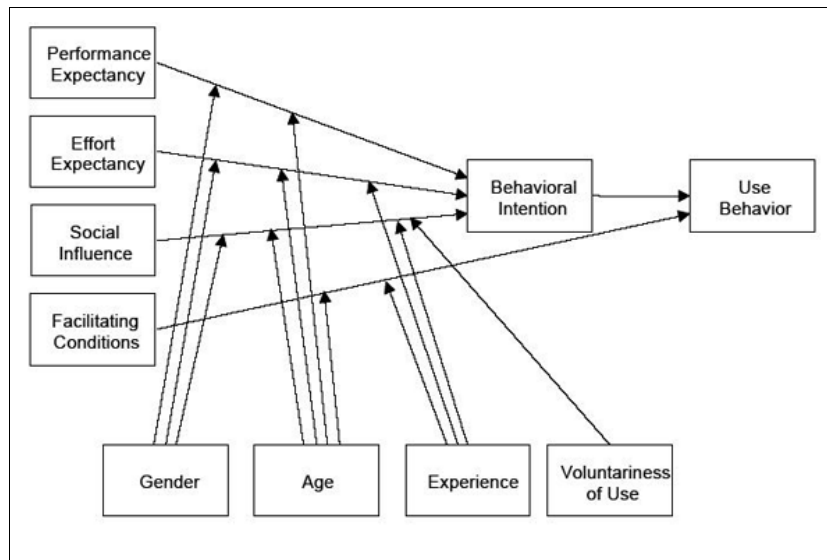 Performance
Expectancy
Effort
Expectancy
Social
Influence
Facilitating
Conditions
Behavioral
Intention
Use
Behavior
Gender
Age
Experience
Voluntariness
of Use